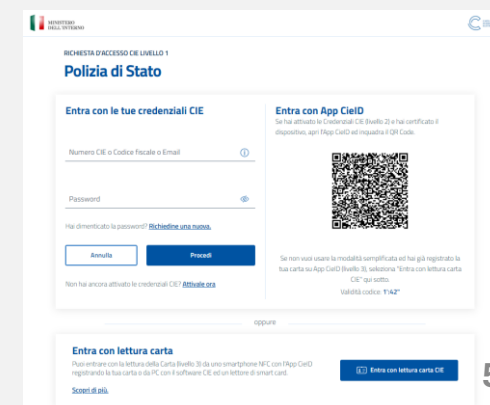 MINISTERO
DELL'INTERNO
RICHIESTA D'ACCESSO CIE LIVELLO 1
Polizia di Stato
Entra con le tue credenziali CIE
Numero CIE o Codice fiscale o Email
Password
Hai dimenticato la password? Richiedine una nuova.
Annulla
Procedi
Non hai ancora attivato le credenziali CIE? Attivale ora
Entra con App CieID
Se hai attivato le Credenziali CIE (livello 2) e hai certificato il
dispositivo, apri l'App CieID ed inquadra il QR Code.
Se non vuoi usare la modalità semplificata ed hai già registrato la
tua carta su App CieID (livello 3), seleziona "Entra con lettura carta
CIE" qui sotto.
Validità codice: 1':42"
oppure
Entra con lettura carta
Puoi entrare con la lettura della Carta (livello 3) da uno smartphone NFC con l'App CieID
registrando la tua carta o da PC con il software CIE ed un lettore di smart card.
Scopri di più.
Entra con lettura carta CIE
5